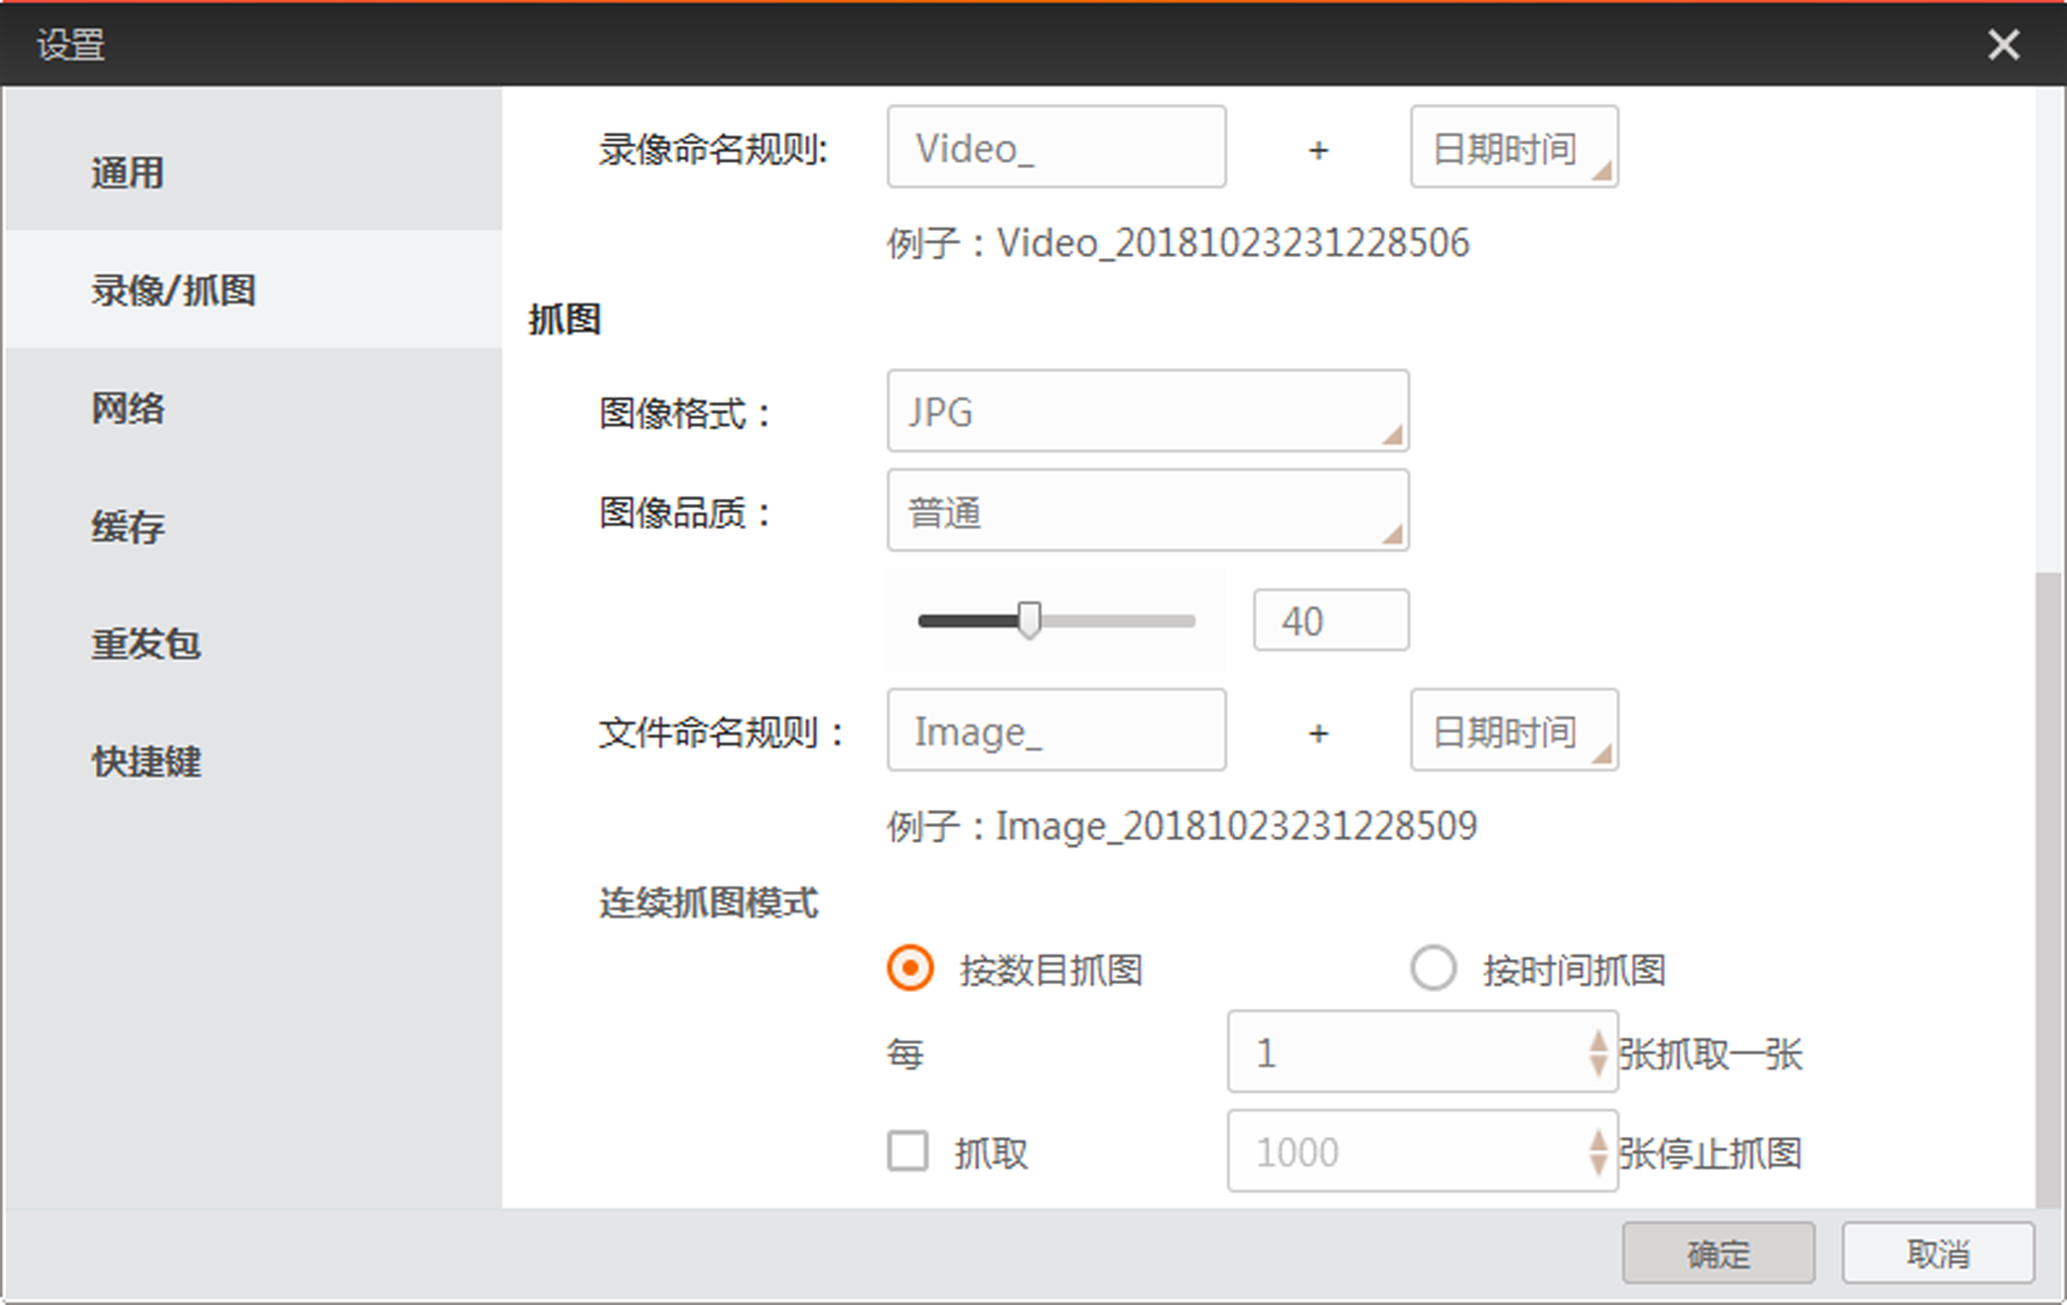 设置
通用
录像/抓图
网络
缓存
重发包
快捷键
录像命名规则: Video_ + 日期时间
例子：Video_20181023231228506
抓图
图像格式： JPG
图像品质： 普通
40
文件命名规则： Image_ + 日期时间
例子：Image_20181023231228509
连续抓图模式
按数目抓图 按时间抓图
每 1 张抓取一张
抓取 1000 张停止抓图
确定 取消